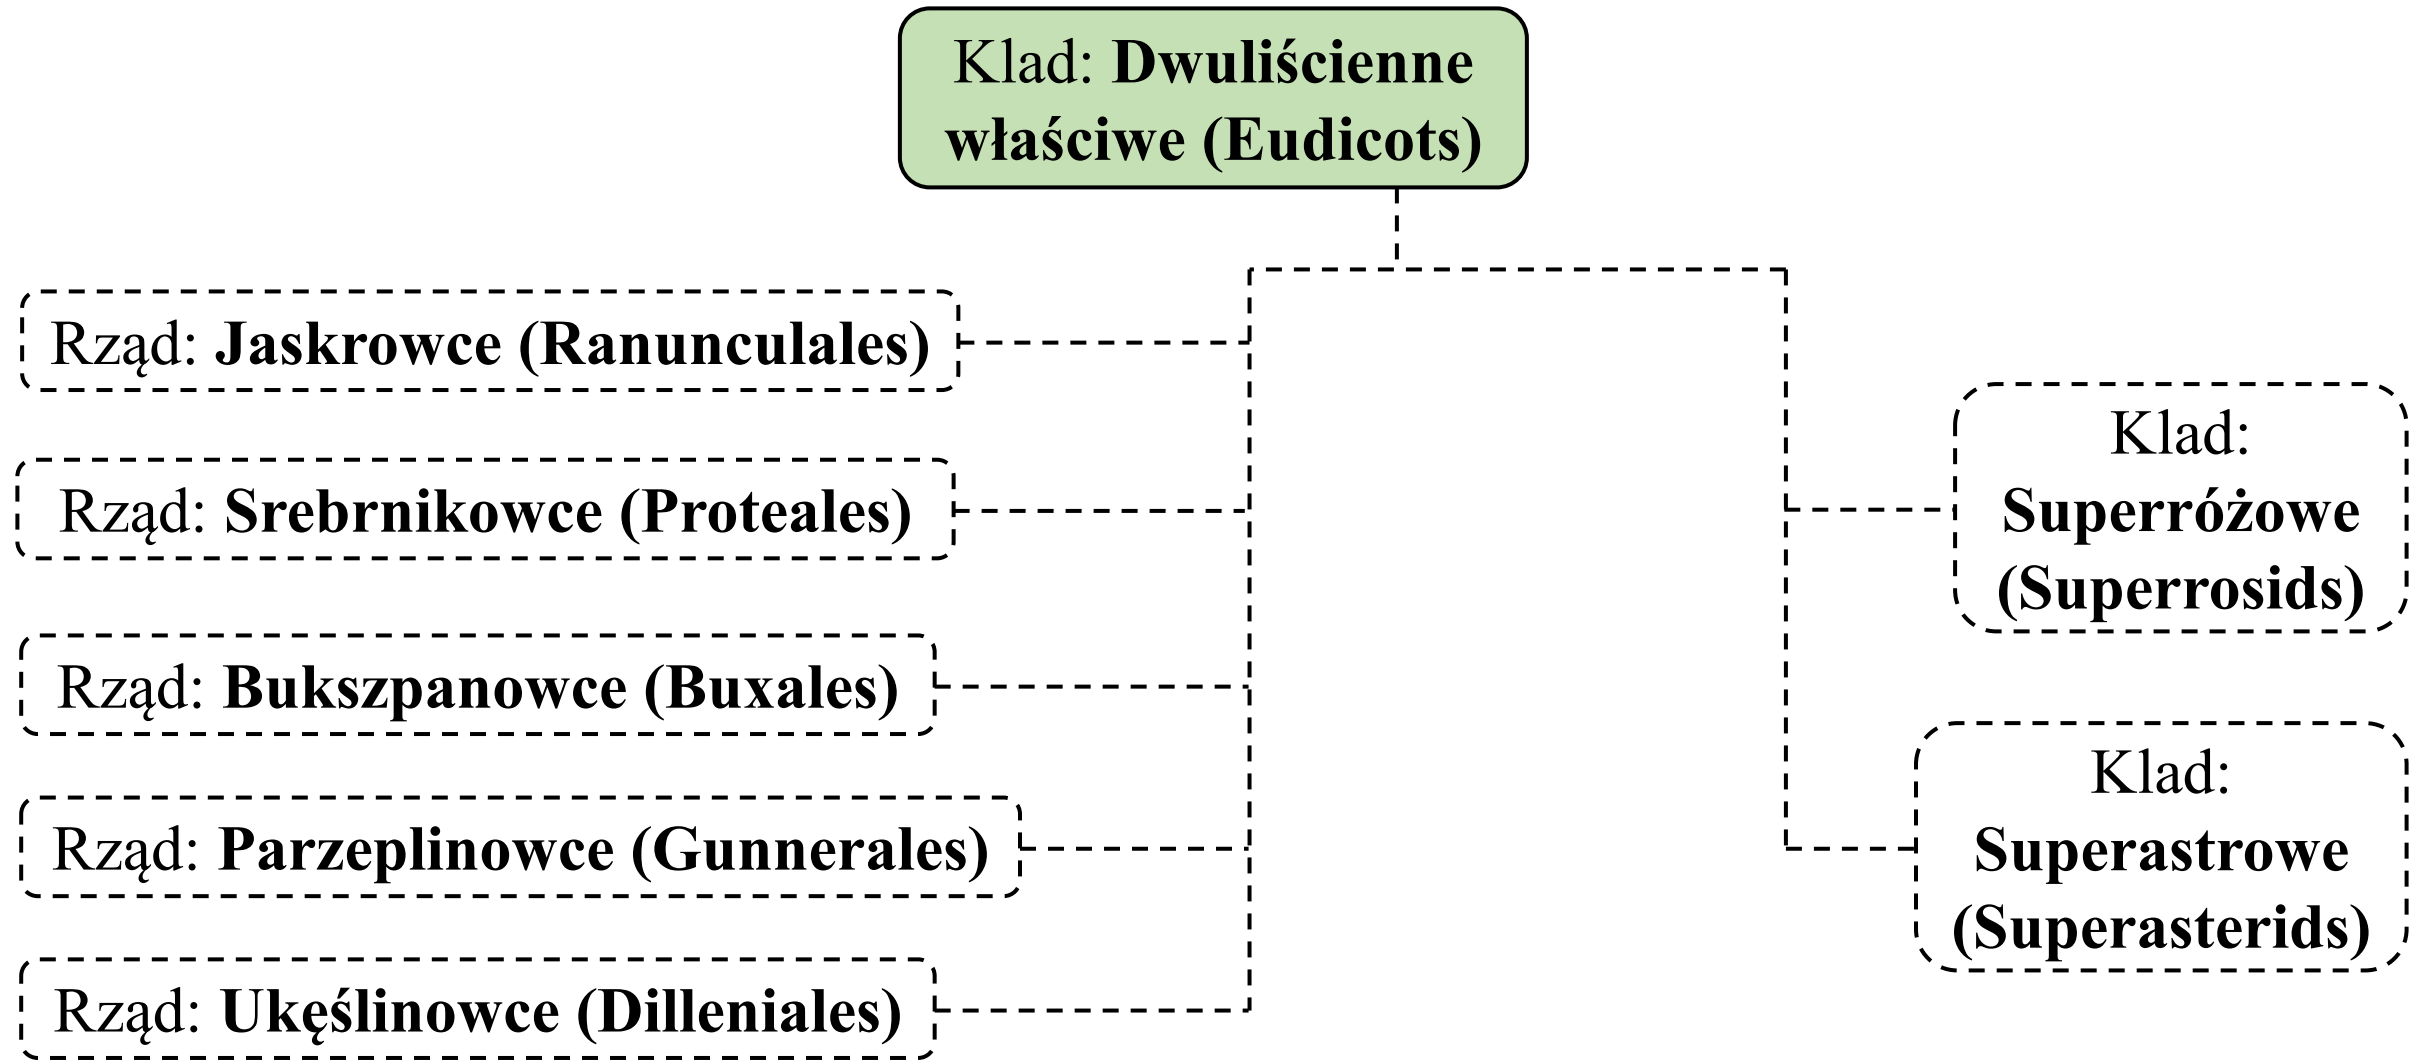 Klad: Dwuliścienne
właściwe (Eudicots)
Rząd: Jaskrowce (Ranunculales)
Rząd: Srebrnikowce (Proteales)
Rząd: Bukszpanowce (Buxales)
Rząd: Parzeplinowce (Gunnerales)
Rząd: Ukęślinowce (Dilleniales)
Klad:
Superróżowe
(Superrosids)
Klad:
Superastrowe
(Superasterids)